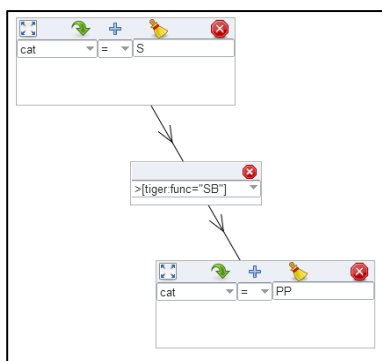 cat = S
>[tiger:func="SB"]
cat = PP